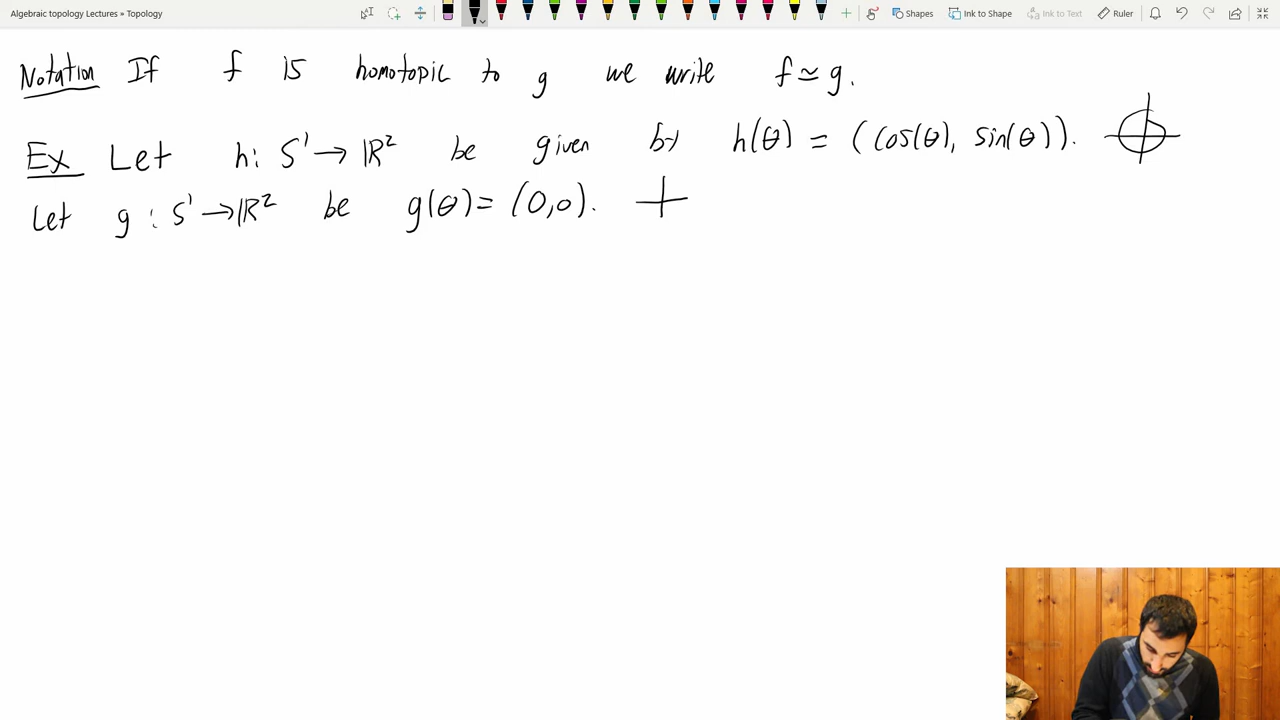 Algebraic topology Lectures » Topology
Shapes Ink to Shape Ink to Text Ruler
Notation If f is homotopic to g we write f ≃ g.
Ex Let h: S¹ → ℝ² be given by h(θ) = (cos(θ), sin(θ)).
Let g : S¹ → ℝ² be g(θ) = (0,0).